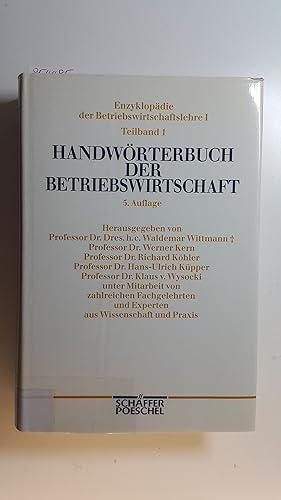 Enzyklopädie
der Betriebswirtschaftslehre I
Teilband 1
HANDWÖRTERBUCH
DER
BETRIEBSWIRTSCHAFT
5. Auflage
Herausgegeben von
Professor Dr. Dres. h. c. Waldemar Wittmann †
Professor Dr. Werner Kern
Professor Dr. Richard Köhler
Professor Dr. Hans-Ulrich Küpper
Professor Dr. Klaus v. Wysocki
unter Mitarbeit von
zahlreichen Fachgelehrten
und Experten
aus Wissenschaft und Praxis
SCHÄFFER
POESCHEL